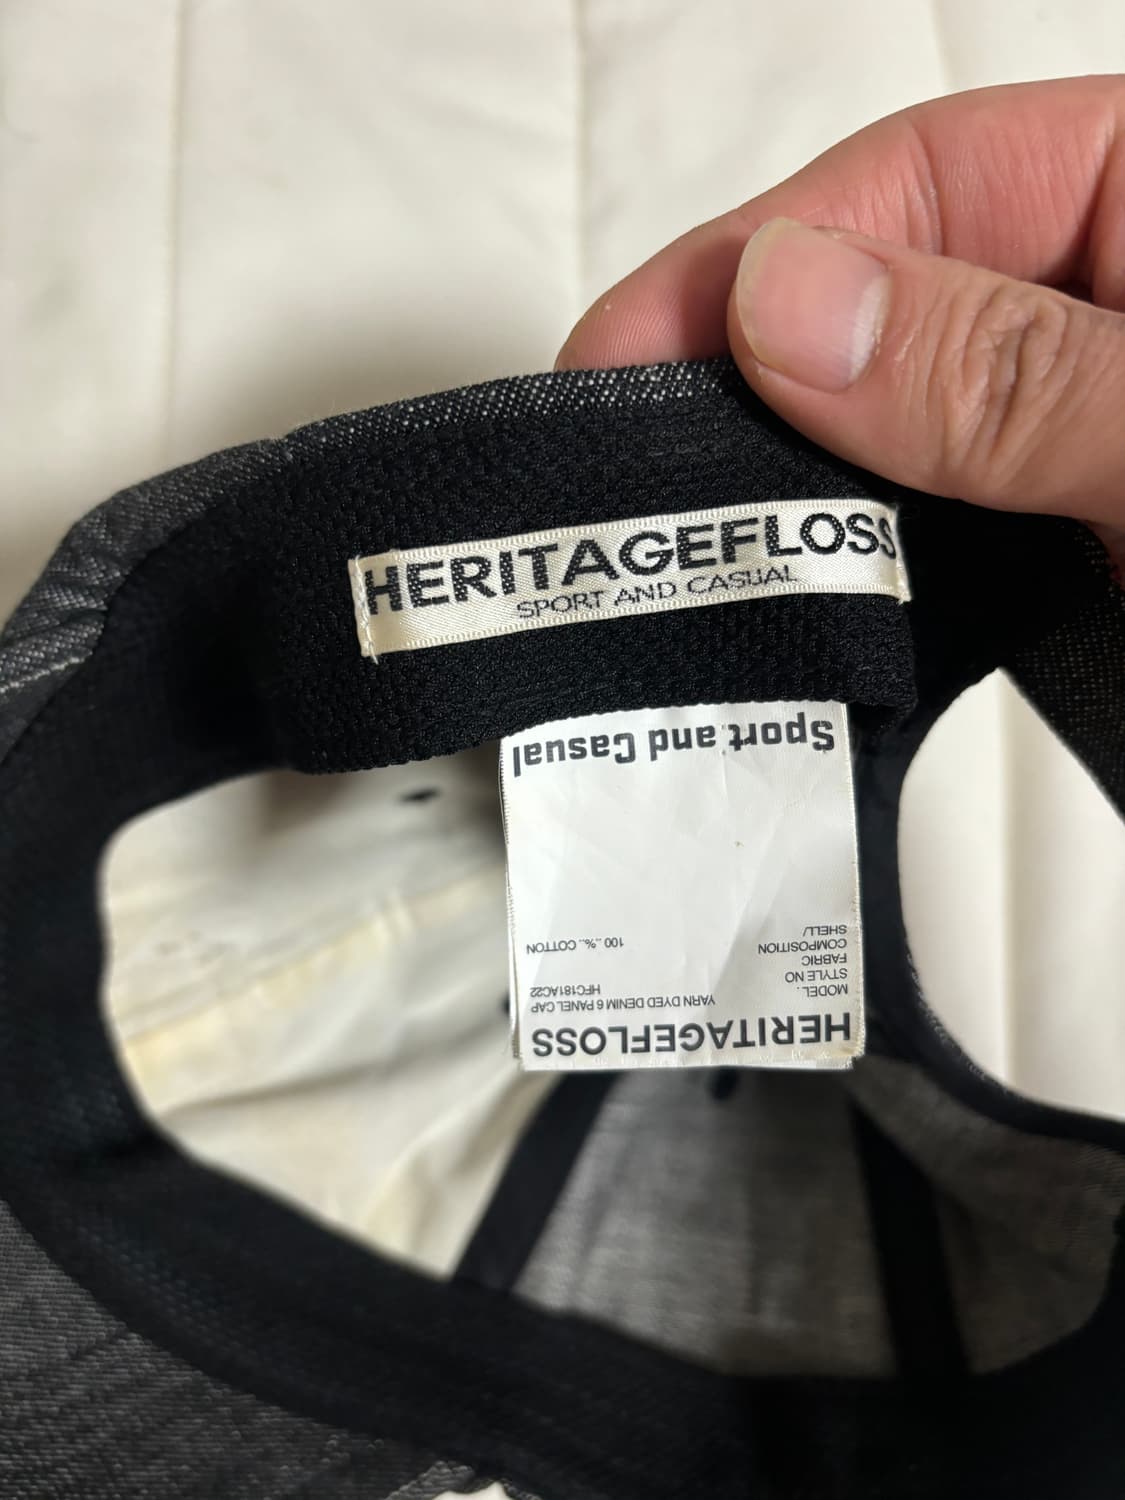 HERITAGEFLOSS
SPORT AND CASUAL
HERITAGEFLOSS
MODEL. YARN DYED DENIM 6 PANEL CAP
STYLE NO HFC181AC22
FABRIC
COMPOSITION 100..%..COTTON
SHELL/
Sport and Casual